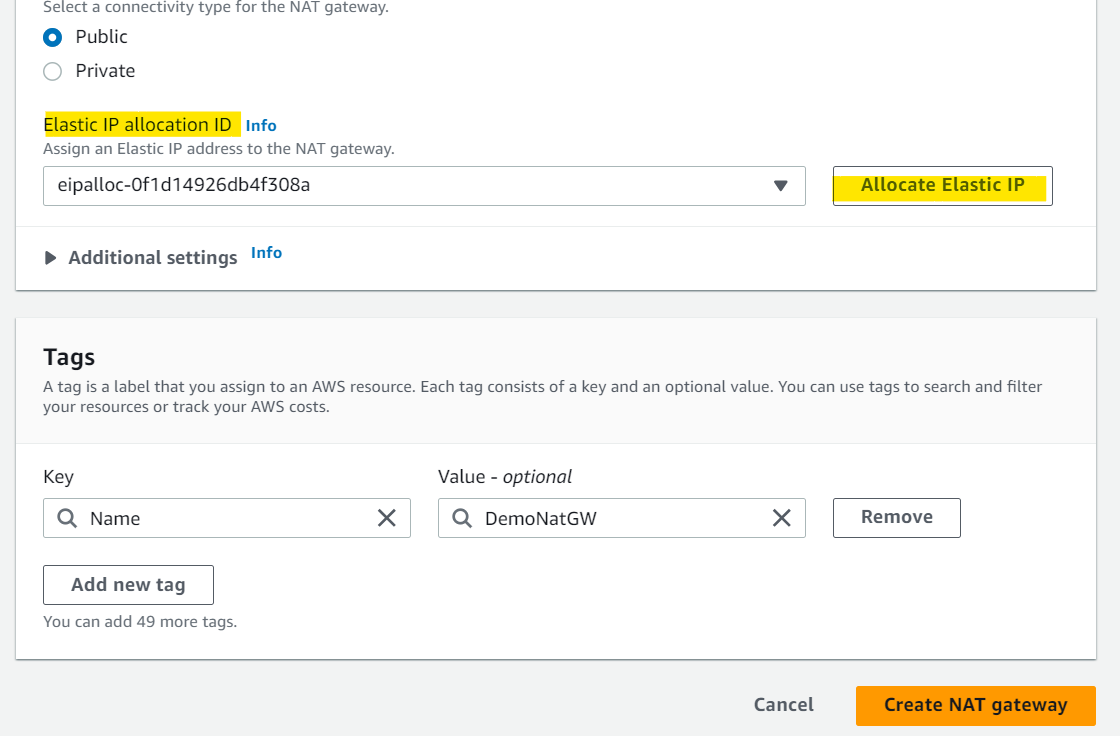 Select a connectivity type for the NAT gateway.
Public
Private
Elastic IP allocation ID Info
Assign an Elastic IP address to the NAT gateway.
eipalloc-0f1d14926db4f308a
Allocate Elastic IP
Additional settings Info
Tags
A tag is a label that you assign to an AWS resource. Each tag consists of a key and an optional value. You can use tags to search and filter
your resources or track your AWS costs.
Key
Value - optional
Name
DemoNatGW
Remove
Add new tag
You can add 49 more tags.
Cancel
Create NAT gateway